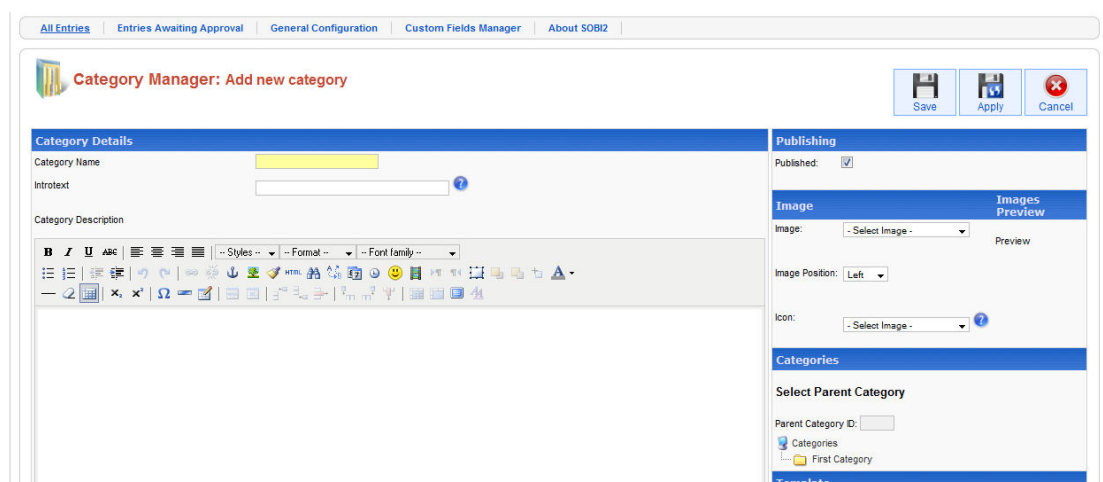 All Entries Entries Awaiting Approval General Configuration Custom Fields Manager About SOBI2
Category Manager: Add new category
Save Apply Cancel
Category Details
Category Name
Introtext
Category Description
B I U ABC -- Styles -- -- Format -- -- Font family --
HTML A
Publishing
Published:
Image Images Preview
Image: - Select Image -
Preview
Image Position: Left
Icon: - Select Image -
Categories
Select Parent Category
Parent Category ID:
Categories
First Category
Template